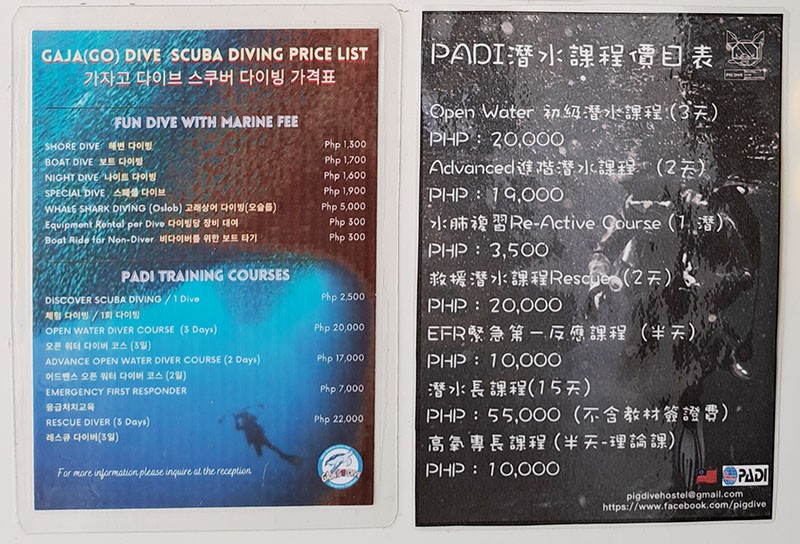 GAJA(GO) DIVE SCUBA DIVING PRICE LIST
카자고 다이브 스쿠버 다이빙 가격표
FUN DIVE WITH MARINE FEE
SHORE DIVE 해변 다이빙 Php 1,300
BOAT DIVE 보트 다이빙 Php 1,700
NIGHT DIVE 나이트 다이빙 Php 1,600
SPECIAL DIVE 스페셜 다이브 Php 1,900
WHALE SHARK DIVING (Oslob) 고래상어 다이빙(오슬롭) Php 5,000
Equipment Rental per Dive 다이빙당 장비 대여 Php 300
Boat Ride for Non-Diver 비다이버를 위한 보트 타기 Php 300
PADI TRAINING COURSES
DISCOVER SCUBA DIVING / 1 Dive Php 2,500
체험 다이빙 / 1회 다이빙
OPEN WATER DIVER COURSE (3 Days) Php 20,000
오픈 워터 다이버 코스 (3일)
ADVANCE OPEN WATER DIVER COURSE (2 Days) Php 17,000
어드밴스 오픈 워터 다이버 코스 (2일)
EMERGENCY FIRST RESPONDER Php 7,000
응급처치교육
RESCUE DIVER (3 Days) Php 22,000
레스큐 다이버(3일)
For more information please inquire at the reception
PADI潛水課程價目表
Open Water 初級潛水課程 (3天)
PHP : 20,000
Advanced進階潛水課程 (2天)
PHP : 19,000
水肺複習Re-Active Course (1 潛)
PHP : 3,500
救援潛水課程Rescue (2天)
PHP : 20,000
EFR緊急第一反應課程 (半天)
PHP : 10,000
潛水長課程(15天)
PHP : 55,000 (不含教材簽證費)
高氧專長課程 (半天-理論課)
PHP : 10,000
PADI
pigdivehostel@gmail.com
https://www.facebook.com/pigdive